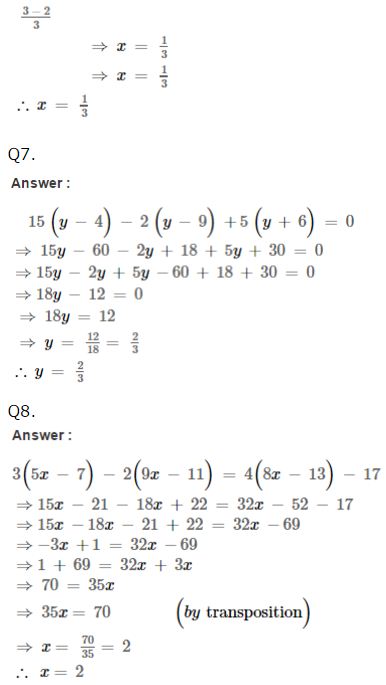 (3 − 2)/3
⇒ x = 1/3
⇒ x = 1/3
∴ x = 1/3
Q7.
Answer :
15(y − 4) − 2(y − 9) +5(y + 6) = 0
⇒ 15y − 60 − 2y + 18 + 5y + 30 = 0
⇒ 15y − 2y + 5y − 60 + 18 + 30 = 0
⇒ 18y − 12 = 0
⇒ 18y = 12
⇒ y = 12/18 = 2/3
∴ y = 2/3
Q8.
Answer :
3(5x − 7) − 2(9x − 11) = 4(8x − 13) − 17
⇒ 15x − 21 − 18x + 22 = 32x − 52 − 17
⇒ 15x − 18x − 21 + 22 = 32x − 69
⇒ −3x + 1 = 32x − 69
⇒ 1 + 69 = 32x + 3x
⇒ 70 = 35x
⇒ 35x = 70 (by transposition)
⇒ x = 70/35 = 2
∴ x = 2